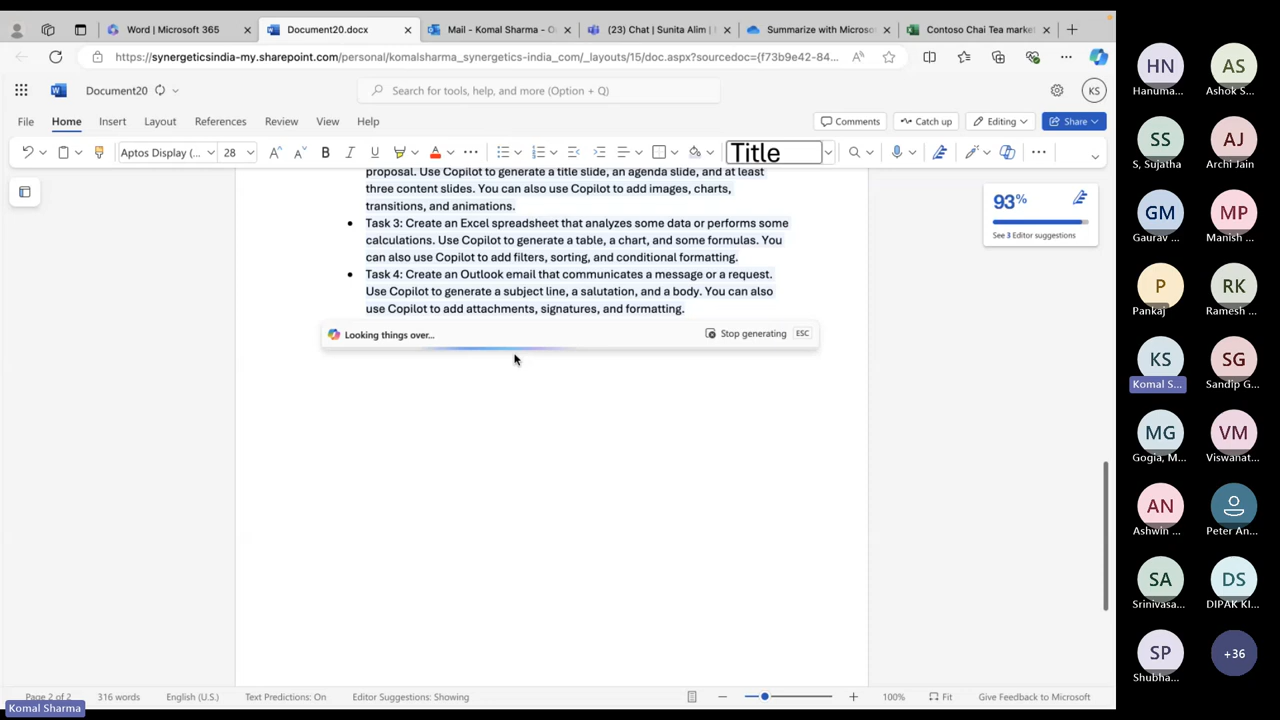 Word | Microsoft 365
Document20.docx
Mail - Komal Sharma - O
(23) Chat | Sunita Alim |
Summarize with Microso
Contoso Chai Tea market
https://synergeticsindia-my.sharepoint.com/personal/komalsharma_synergetics-india_com/_layouts/15/doc.aspx?sourcedoc={f73b9e42-84...
Document20
Search for tools, help, and more (Option + Q)
KS
File
Home
Insert
Layout
References
Review
View
Help
Comments
Catch up
Editing
Share
Aptos Display (...
28
Title
proposal. Use Copilot to generate a title slide, an agenda slide, and at least
three content slides. You can also use Copilot to add images, charts,
transitions, and animations.
Task 3: Create an Excel spreadsheet that analyzes some data or performs some
calculations. Use Copilot to generate a table, a chart, and some formulas. You
can also use Copilot to add filters, sorting, and conditional formatting.
Task 4: Create an Outlook email that communicates a message or a request.
Use Copilot to generate a subject line, a salutation, and a body. You can also
use Copilot to add attachments, signatures, and formatting.
93%
See 3 Editor suggestions
Looking things over...
Stop generating
ESC
Page 2 of 2
316 words
English (U.S.)
Text Predictions: On
Editor Suggestions: Showing
100%
Fit
Give Feedback to Microsoft
Komal Sharma
HN
Hanuma...
AS
Ashok S...
SS
S, Sujatha
AJ
Archi Jain
GM
Gaurav ...
MP
Manish ...
P
Pankaj
RK
Ramesh ...
KS
Komal S...
SG
Sandip G...
MG
Gogia, M...
VM
Viswanat...
AN
Ashwin ...
Peter An...
SA
Srinivasa...
DS
DIPAK KI...
SP
Shubha...
+36